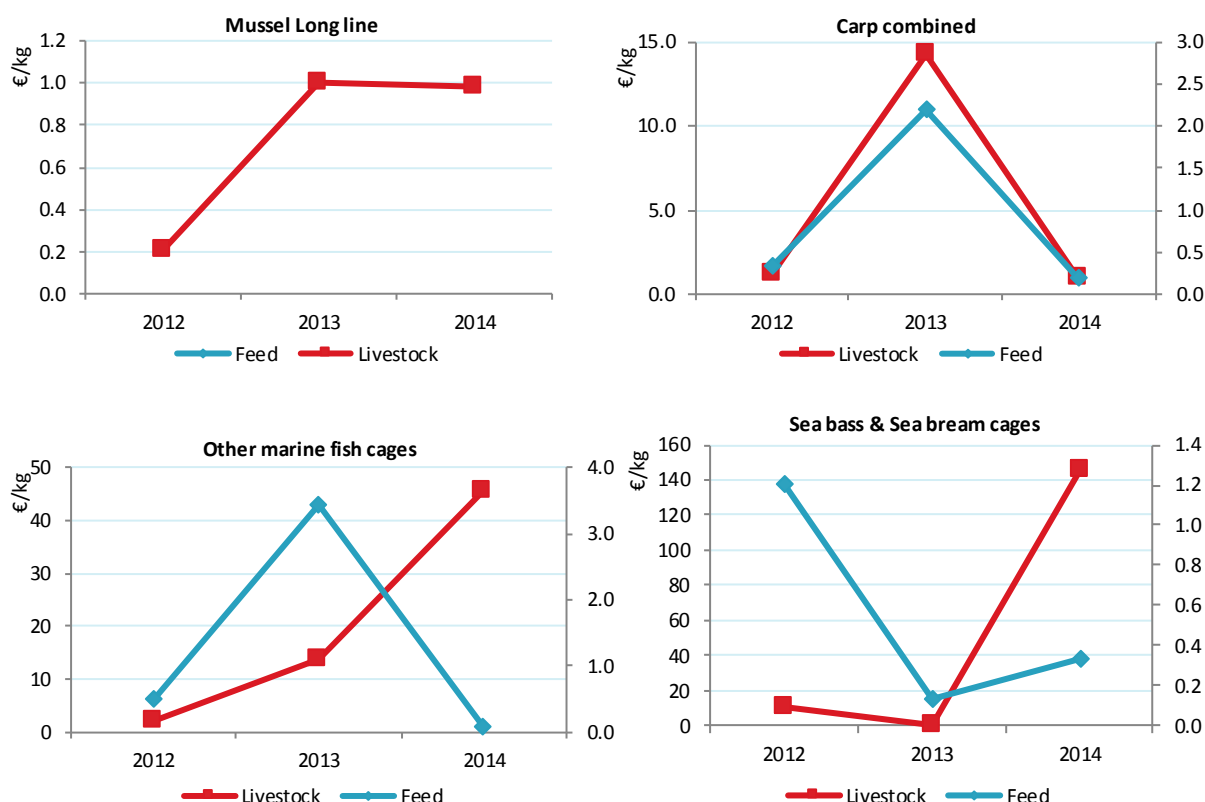 Mussel Long line
€/kg
1.2
1.0
0.8
0.6
0.4
0.2
0.0
2012 2013 2014
Feed Livestock
Carp combined
€/kg
15.0 3.0
2.5
10.0 2.0
1.5
5.0 1.0
0.5
0.0 0.0
2012 2013 2014
Livestock Feed
Other marine fish cages
€/kg
50 4.0
40
3.0
30
2.0
20
10 1.0
0 0.0
2012 2013 2014
Livestock Feed
Sea bass & Sea bream cages
€/kg
160 1.4
140
1.2
120
1.0
100
0.8
80
0.6
60
40 0.4
20 0.2
0 0.0
2012 2013 2014
Livestock Feed